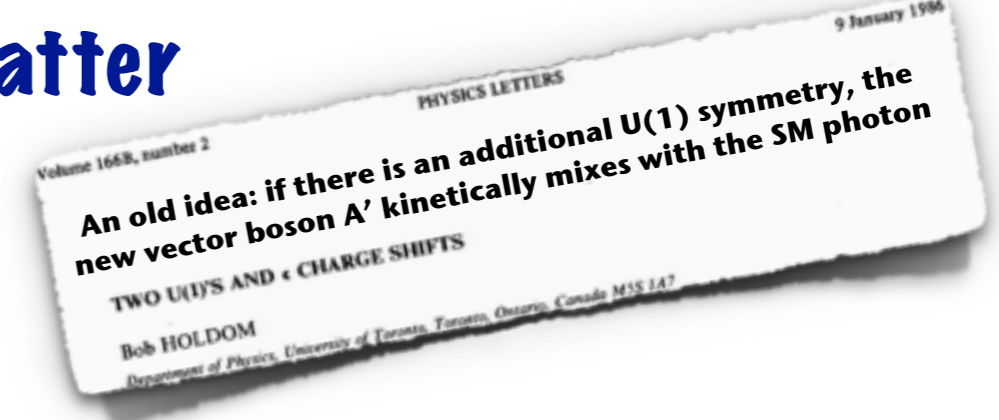 atter
Volume 166B, number 2
PHYSICS LETTERS
9 January 1986
An old idea: if there is an additional U(1) symmetry, the
new vector boson A′ kinetically mixes with the SM photon
TWO U(1)'S AND ϵ CHARGE SHIFTS
Bob HOLDOM
Department of Physics, University of Toronto, Toronto, Ontario, Canada M5S 1A7